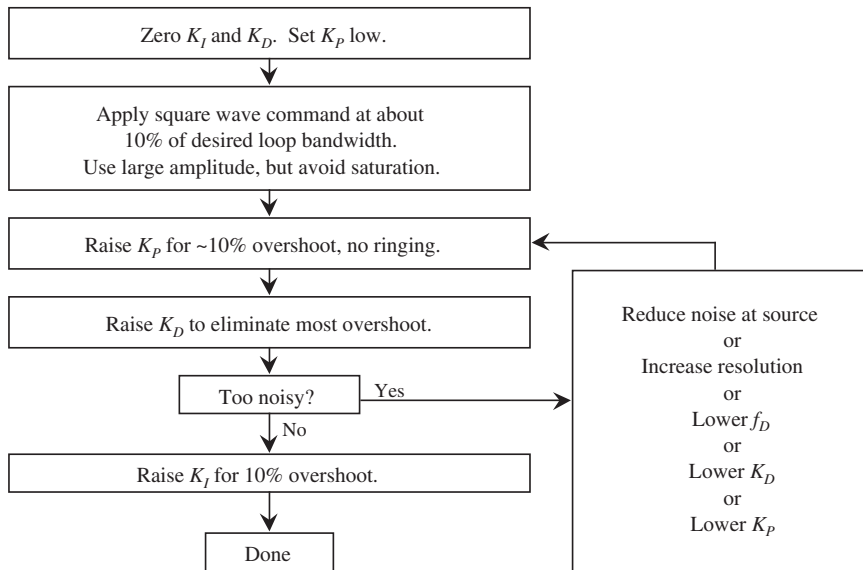 Zero K_I and K_D. Set K_P low.
Apply square wave command at about
10% of desired loop bandwidth.
Use large amplitude, but avoid saturation.
Raise K_P for ~10% overshoot, no ringing.
Raise K_D to eliminate most overshoot.
Too noisy?
Yes
No
Raise K_I for 10% overshoot.
Done
Reduce noise at source
or
Increase resolution
or
Lower f_D
or
Lower K_D
or
Lower K_P